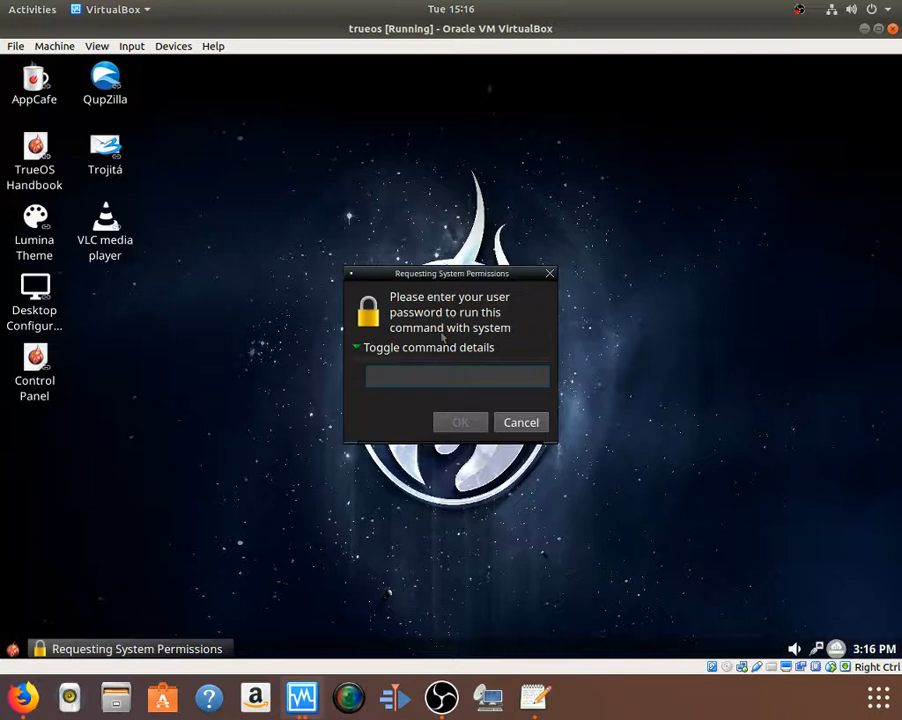 Activities VirtualBox Tue 15:16
trueos [Running] - Oracle VM VirtualBox
File Machine View Input Devices Help
AppCafe
QupZilla
TrueOS
Handbook
Trojitá
Lumina
Theme
VLC media
player
Desktop
Configur...
Control
Panel
Requesting System Permissions
Please enter your user
password to run this
command with system
Toggle command details
OK Cancel
Requesting System Permissions 3:16 PM
Right Ctrl